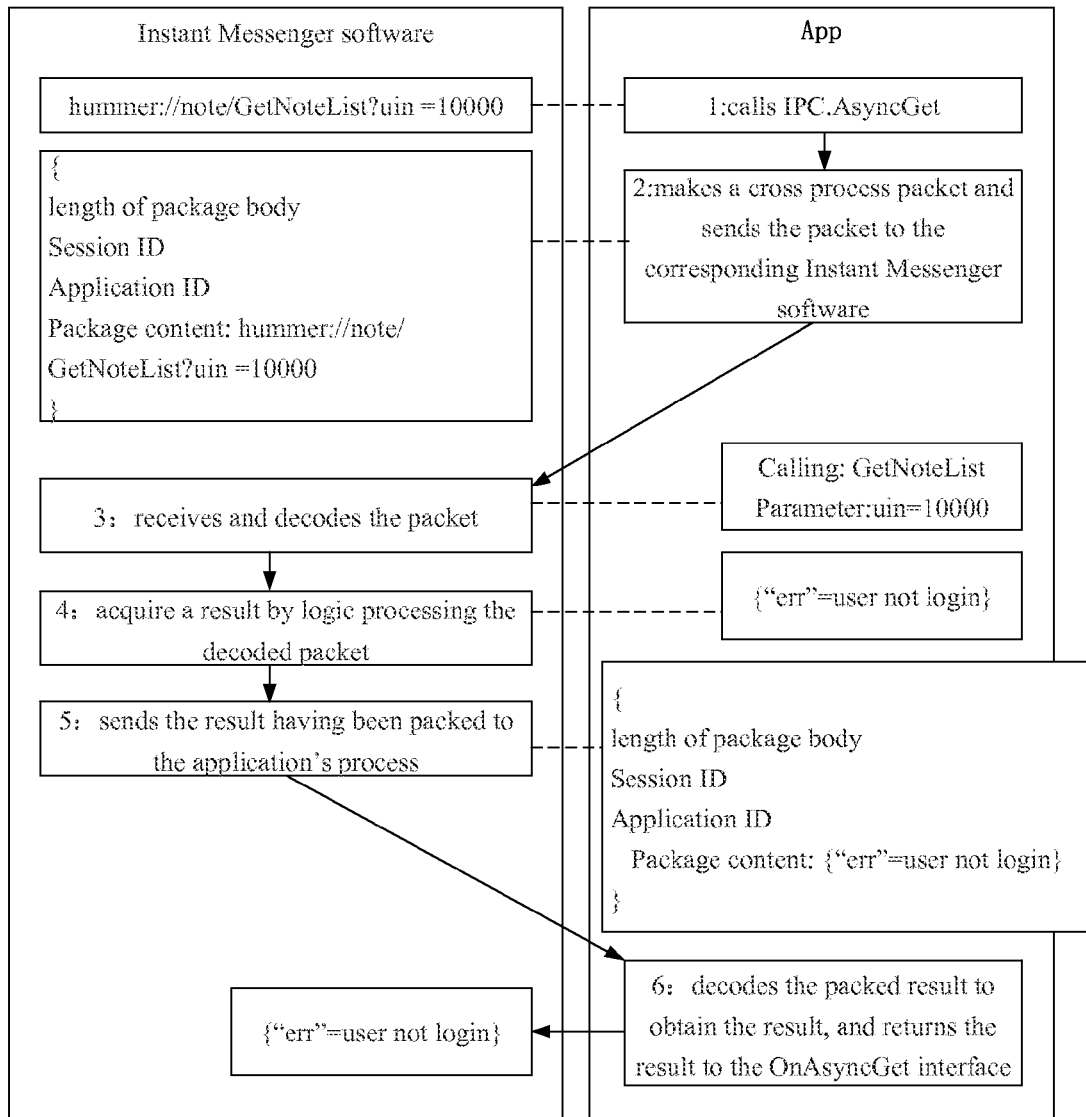 Instant Messenger software
App
hummer://note/GetNoteList?uin =10000
1:calls IPC.AsyncGet
{
length of package body
Session ID
Application ID
Package content: hummer://note/
GetNoteList?uin =10000
}
2:makes a cross process packet and
sends the packet to the
corresponding Instant Messenger
software
3：receives and decodes the packet
Calling: GetNoteList
Parameter:uin=10000
4：acquire a result by logic processing the
decoded packet
{“err”=user not login}
5：sends the result having been packed to
the application’s process
{
length of package body
Session ID
Application ID
Package content: {“err”=user not login}
}
6：decodes the packed result to
obtain the result, and returns the
result to the OnAsyncGet interface
{“err”=user not login}